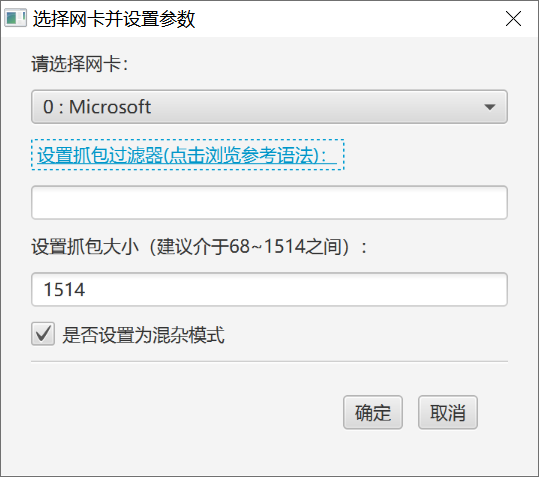 选择网卡并设置参数
请选择网卡：
0 : Microsoft
设置抓包过滤器(点击浏览参考语法)：
设置抓包大小（建议介于68~1514之间）：
1514
是否设置为混杂模式
确定 取消